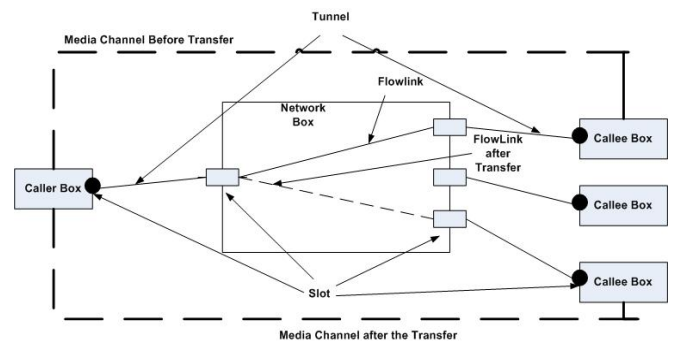 Tunnel
Media Channel Before Transfer
Flowlink
Network
Box
FlowLink
after
Transfer
Callee Box
Caller Box
Callee Box
Callee Box
Slot
Media Channel after the Transfer